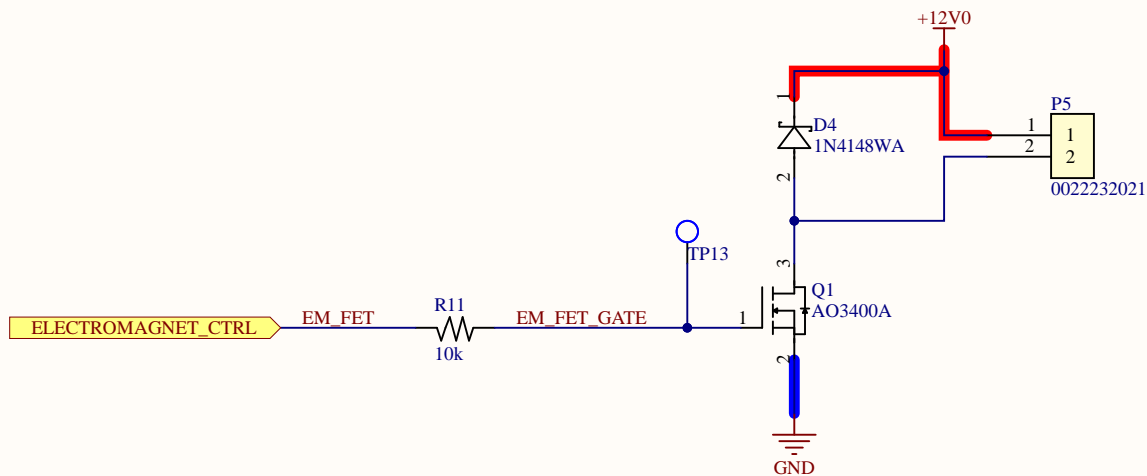 +12V0
P5
1
1
2
2
0022232021
1
D4
1N4148WA
2
TP13
3
Q1
AO3400A
1
2
ELECTROMAGNET_CTRL
EM_FET
R11
10k
EM_FET_GATE
GND